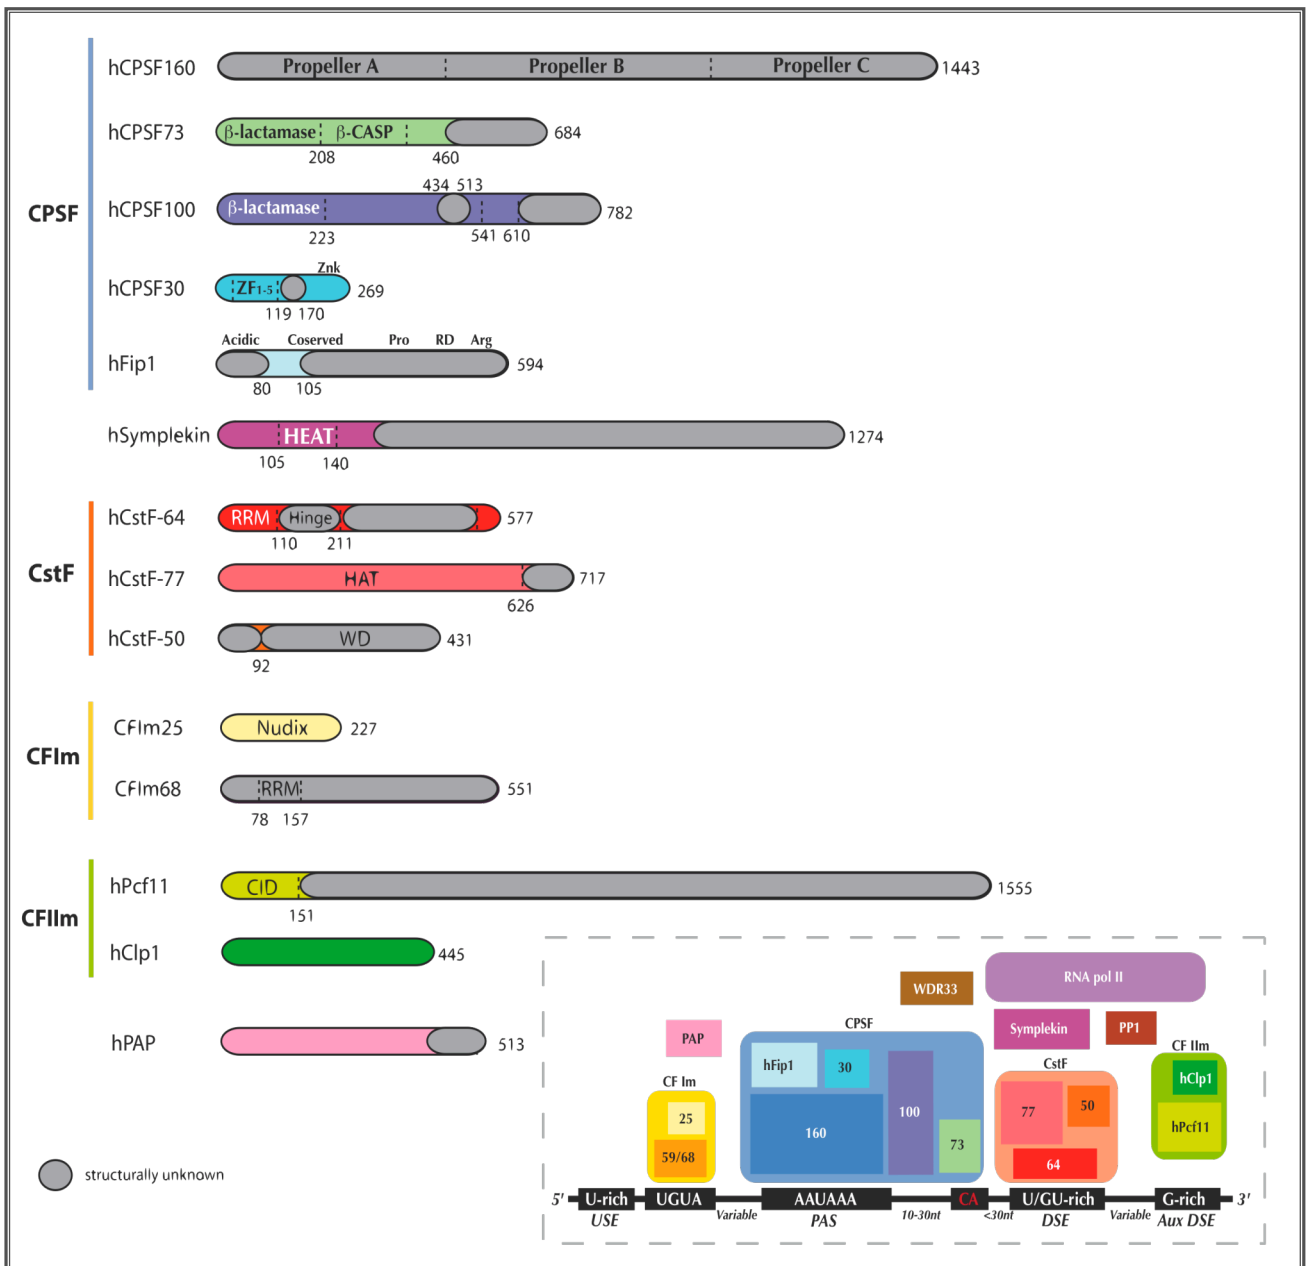 hCPSF160
Propeller A
Propeller B
Propeller C
1443
hCPSF73
β-lactamase
β-CASP
684
208
460
CPSF
434 513
hCPSF100
β-lactamase
782
223
541 610
Znk
hCPSF30
ZF1-5
269
119 170
Acidic
Coserved
Pro
RD
Arg
hFip1
594
80
105
hSymplekin
HEAT
1274
105
140
CstF
hCstF-64
RRM
Hinge
577
110
211
hCstF-77
HAT
717
626
hCstF-50
WD
431
92
CFIm
CFIm25
Nudix
227
CFIm68
RRM
551
78
157
CFIIm
hPcf11
CID
1555
151
hClp1
445
hPAP
513
structurally unknown
RNA pol II
WDR33
Symplekin
PP1
PAP
CPSF
hFip1
30
100
160
73
CF Im
25
59/68
CstF
77
50
64
CF IIm
hClp1
hPcf11
5' U-rich UGUA AAUAAA CA U/GU-rich G-rich 3'
USE Variable PAS 10-30nt <30nt DSE Variable Aux DSE